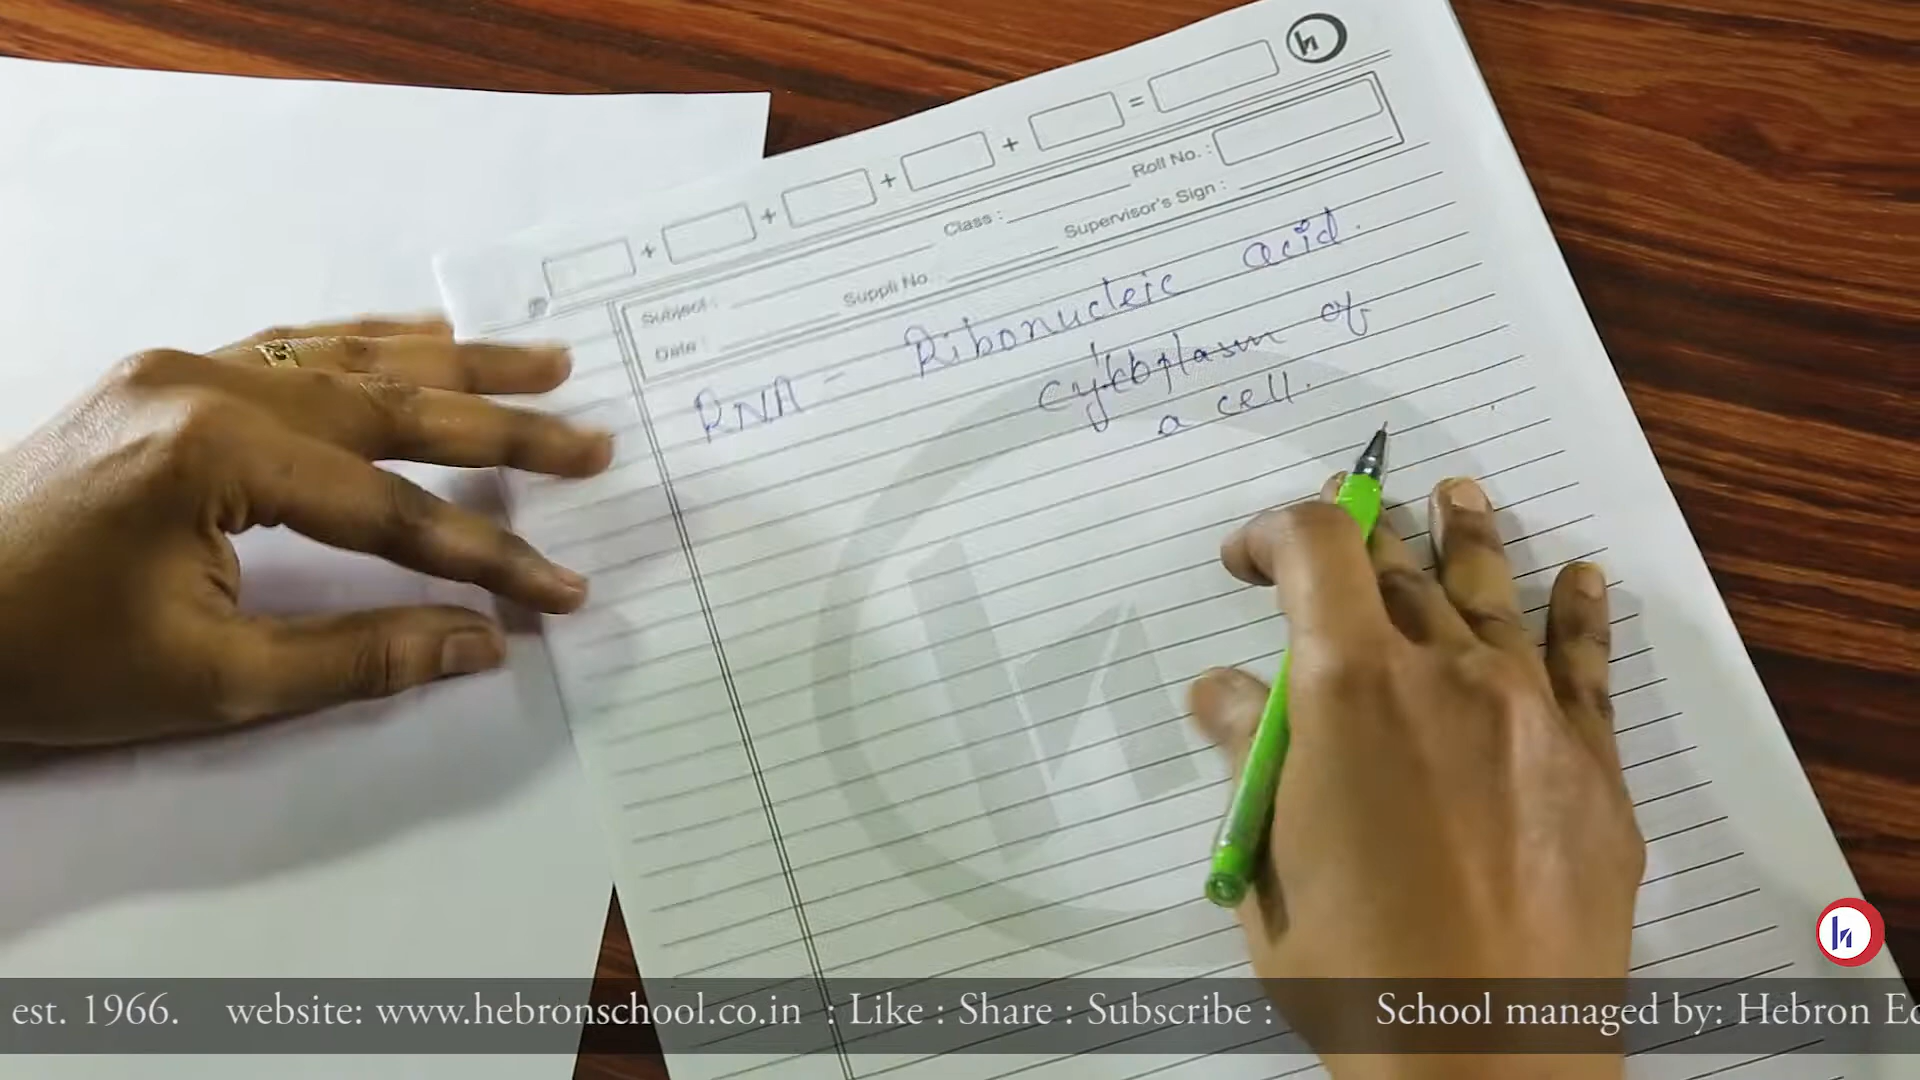 + + + + =
Class : Roll No. :
Subject :
Suppli No. Supervisor's Sign :
Date :
RNA - Ribonucleic acid.
Cytoplasm of
a cell.
est. 1966. website: www.hebronschool.co.in : Like : Share : Subscribe : School managed by: Hebron Ed